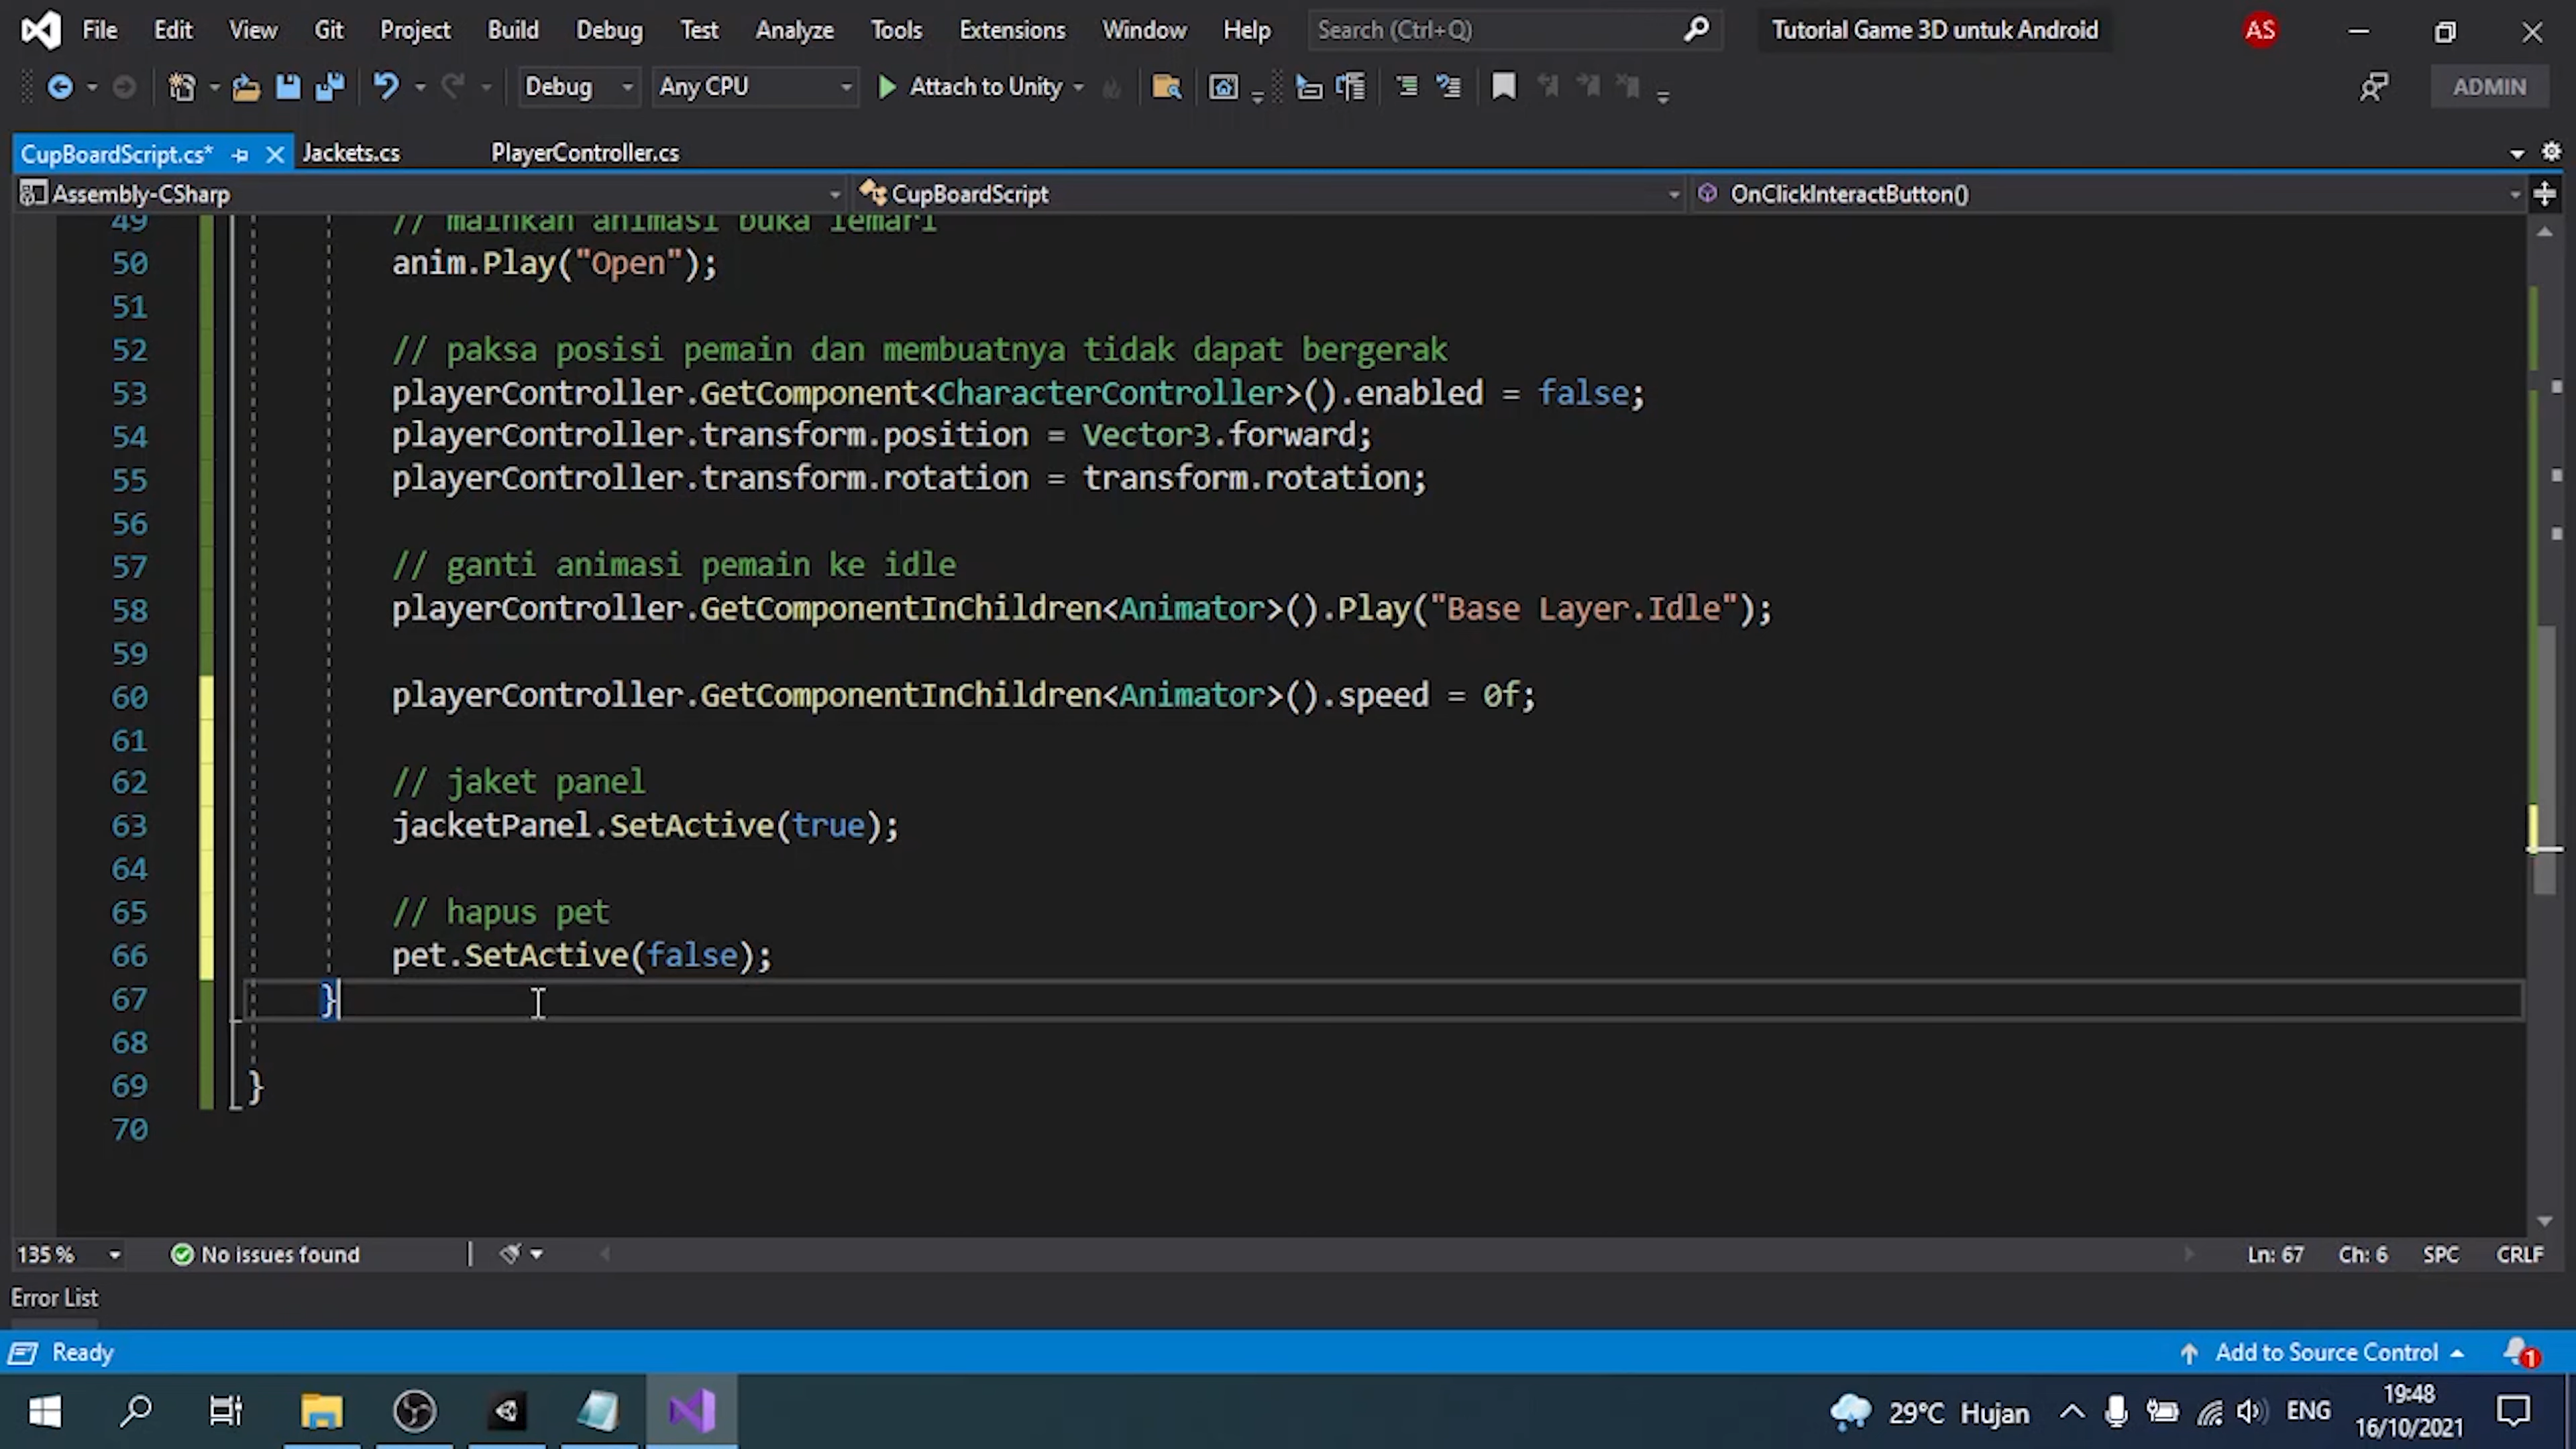 File Edit View Git Project Build Debug Test Analyze Tools Extensions Window Help Search (Ctrl+Q) Tutorial Game 3D untuk Android AS
Debug Any CPU Attach to Unity ADMIN
CupBoardScript.cs* Jackets.cs PlayerController.cs
Assembly-CSharp CupBoardScript OnClickInteractButton()
49 // mainkan animasi buka lemari
50 anim.Play("Open");
51
52 // paksa posisi pemain dan membuatnya tidak dapat bergerak
53 playerController.GetComponent<CharacterController>().enabled = false;
54 playerController.transform.position = Vector3.forward;
55 playerController.transform.rotation = transform.rotation;
56
57 // ganti animasi pemain ke idle
58 playerController.GetComponentInChildren<Animator>().Play("Base Layer.Idle");
59
60 playerController.GetComponentInChildren<Animator>().speed = 0f;
61
62 // jaket panel
63 jacketPanel.SetActive(true);
64
65 // hapus pet
66 pet.SetActive(false);
67 }
68
69 }
70
135 % No issues found Ln: 67 Ch: 6 SPC CRLF
Error List
Ready Add to Source Control 1
29°C Hujan ENG 19:48
16/10/2021